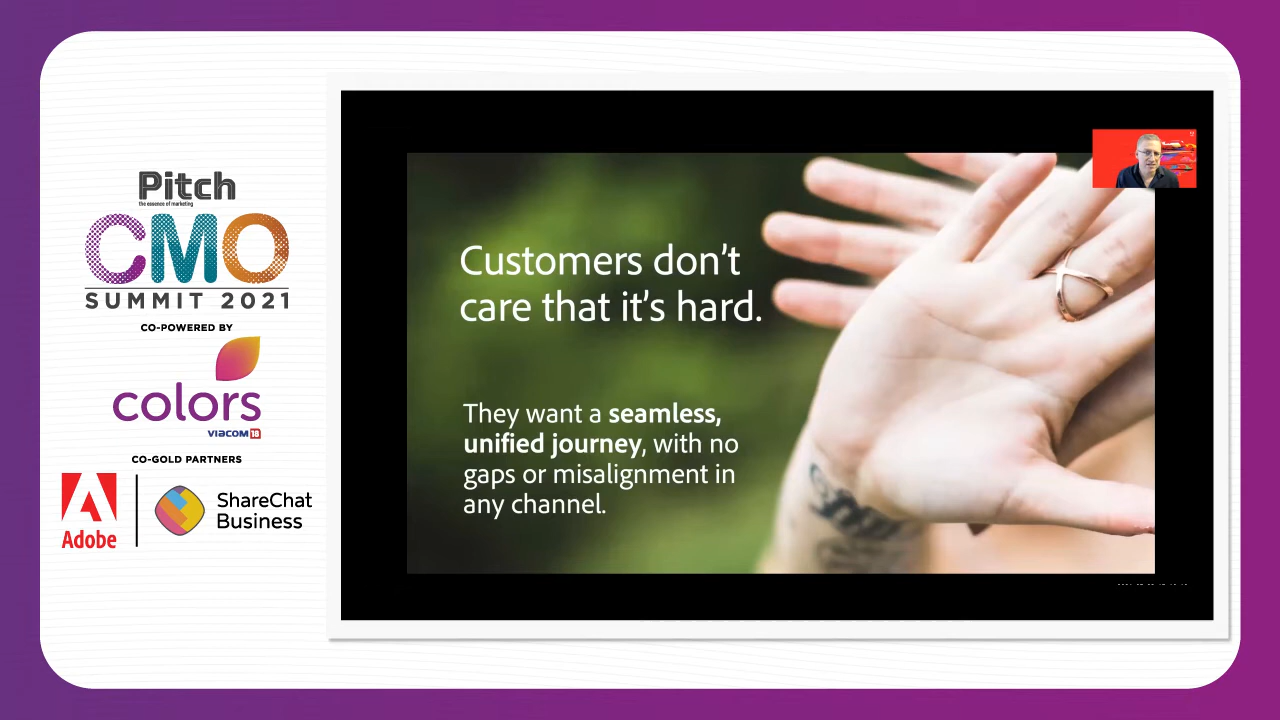 Pitch
the essence of marketing
CMO
SUMMIT 2021
CO-POWERED BY
colors
VIACOM18
CO-GOLD PARTNERS
Adobe
ShareChat
Business
Customers don't
care that it's hard.
They want a seamless,
unified journey, with no
gaps or misalignment in
any channel.